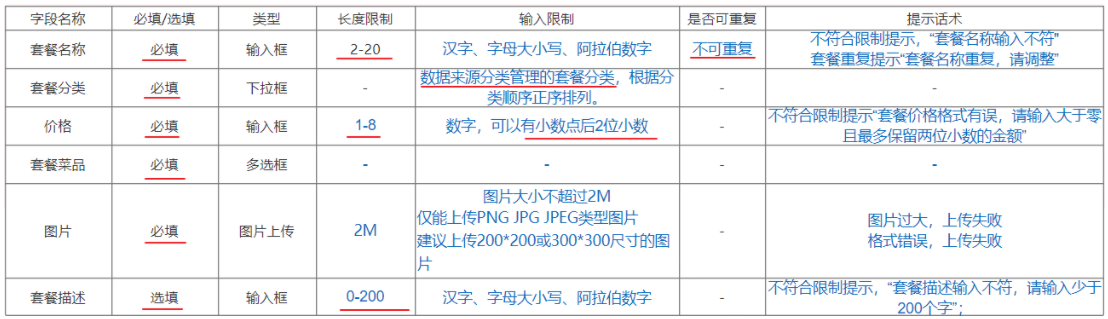 字段名称 必填/选填 类型 长度限制 输入限制 是否可重复 提示话术
套餐名称 必填 输入框 2-20 汉字、字母大小写、阿拉伯数字 不可重复 不符合限制提示，“套餐名称输入不符"
套餐重复提示“套餐名称重复，请调整”
套餐分类 必填 下拉框 - 数据来源分类管理的套餐分类，根据分
类顺序正序排列。 - -
价格 必填 输入框 1-8 数字，可以有小数点后2位小数 - 不符合限制提示“套餐价格格式有误，请输入大于零
且最多保留两位小数的金额”
套餐菜品 必填 多选框 - - - -
图片 必填 图片上传 2M 图片大小不超过2M
仅能上传PNG JPG JPEG类型图片
建议上传200*200或300*300尺寸的图
片 - 图片过大，上传失败
格式错误，上传失败
套餐描述 选填 输入框 0-200 汉字、字母大小写、阿拉伯数字 - 不符合限制提示，“套餐描述输入不符，请输入少于
200个字”；